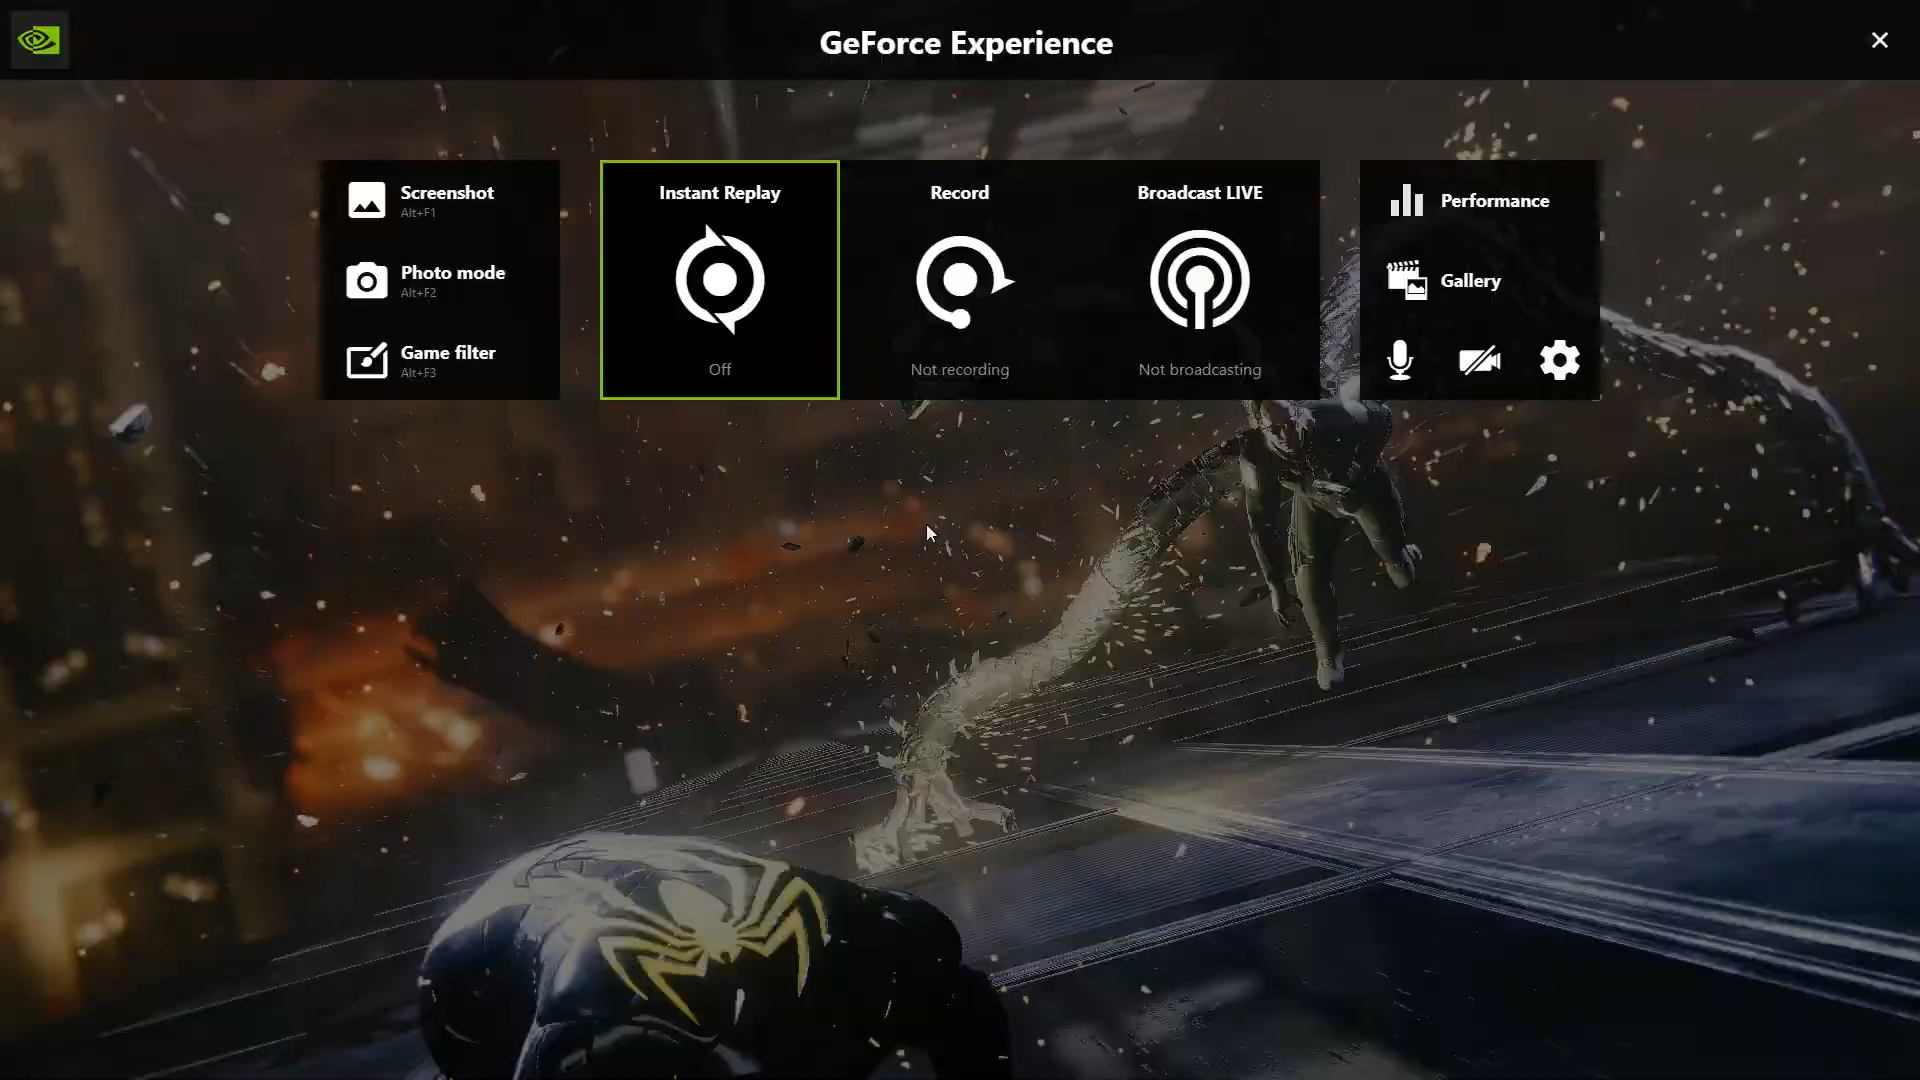 GeForce Experience
Screenshot
Alt+F1
Photo mode
Alt+F2
Game filter
Alt+F3
Instant Replay
Off
Record
Not recording
Broadcast LIVE
Not broadcasting
Performance
Gallery